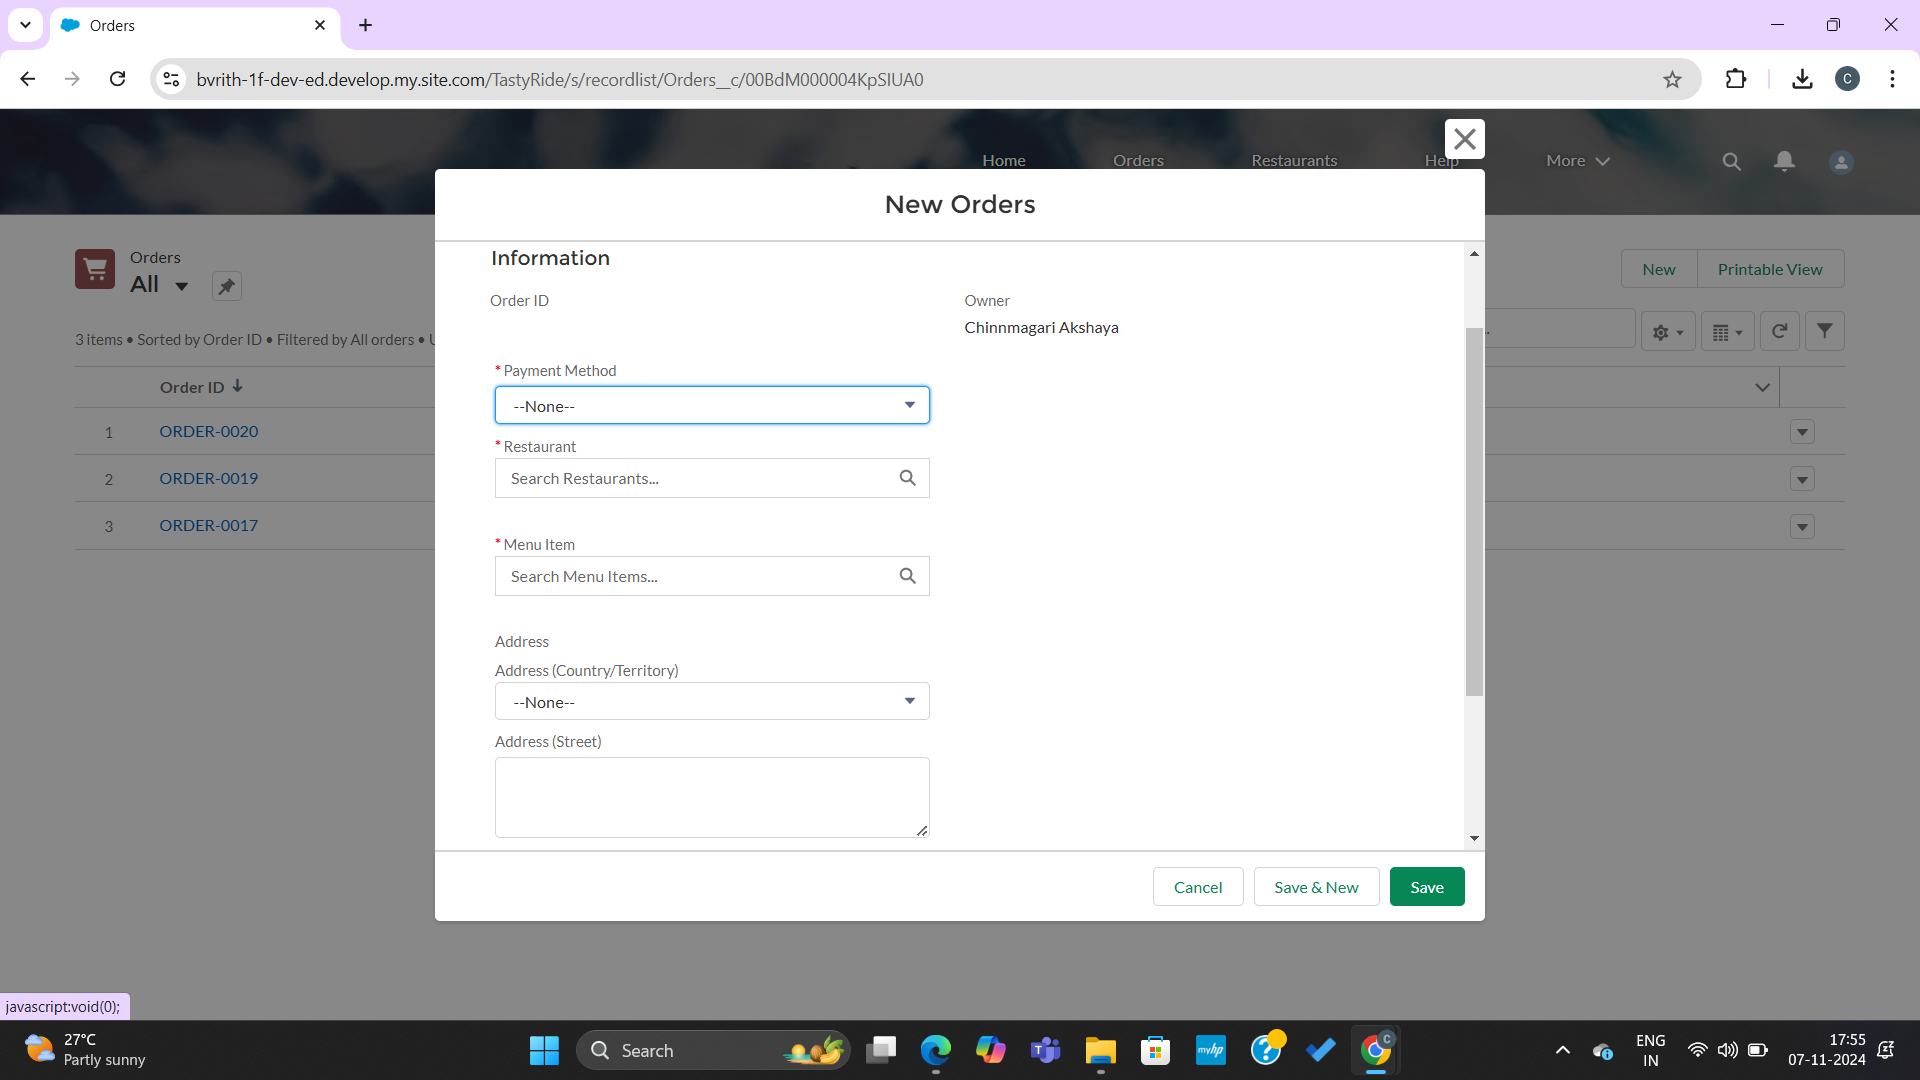 Orders
bvrith-1f-dev-ed.develop.my.site.com/TastyRide/s/recordlist/Orders__c/00BdM000004KpSIUA0
C
Home Orders Restaurants Help More
New Orders
Orders
All
New Printable View
3 items • Sorted by Order ID • Filtered by All orders •
Order ID
1 ORDER-0020
2 ORDER-0019
3 ORDER-0017
Information
Order ID
Owner
Chinnmagari Akshaya
*Payment Method
--None--
*Restaurant
Search Restaurants...
*Menu Item
Search Menu Items...
Address
Address (Country/Territory)
--None--
Address (Street)
Cancel Save & New Save
javascript:void(0);
27°C
Partly sunny
Search
myhp
C
ENG
IN
17:55
07-11-2024